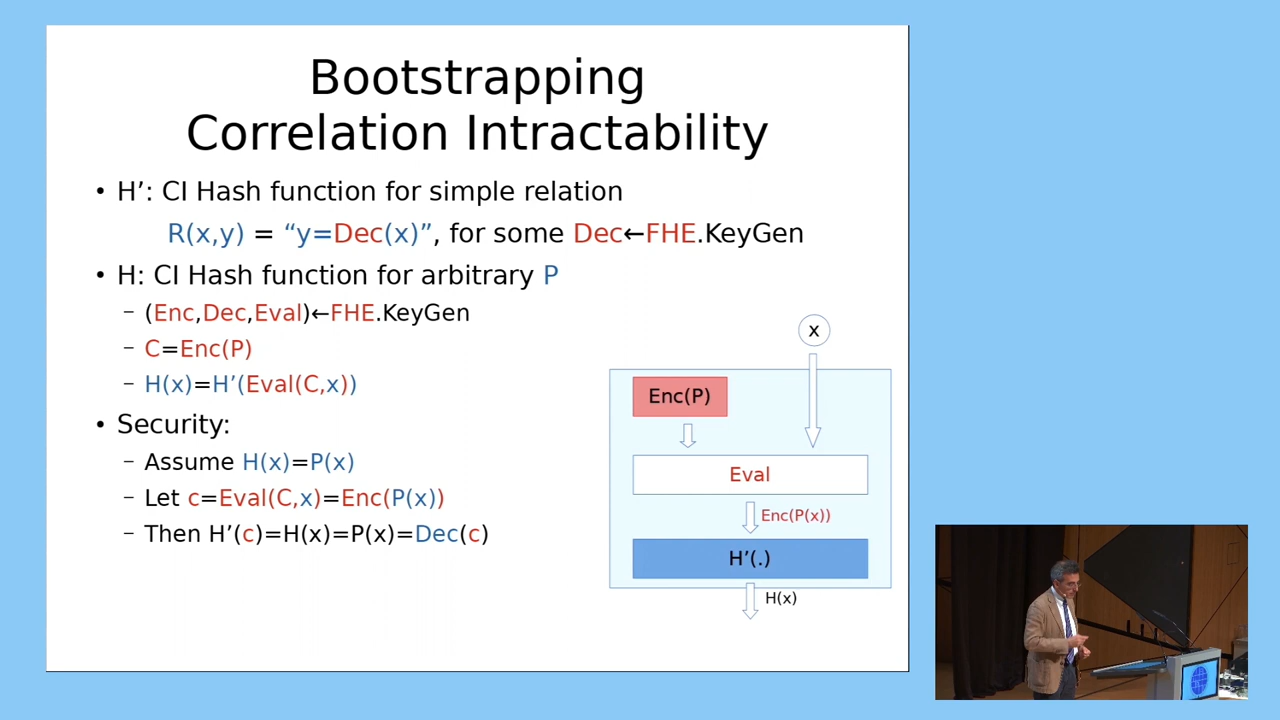 Bootstrapping
Correlation Intractability
• H’: CI Hash function for simple relation
R(x,y) = “y=Dec(x)”, for some Dec←FHE.KeyGen
• H: CI Hash function for arbitrary P
– (Enc,Dec,Eval)←FHE.KeyGen
– C=Enc(P)
– H(x)=H’(Eval(C,x))
• Security:
– Assume H(x)=P(x)
– Let c=Eval(C,x)=Enc(P(x))
– Then H’(c)=H(x)=P(x)=Dec(c)
x
Enc(P)
Eval
Enc(P(x))
H’(.)
H(x)